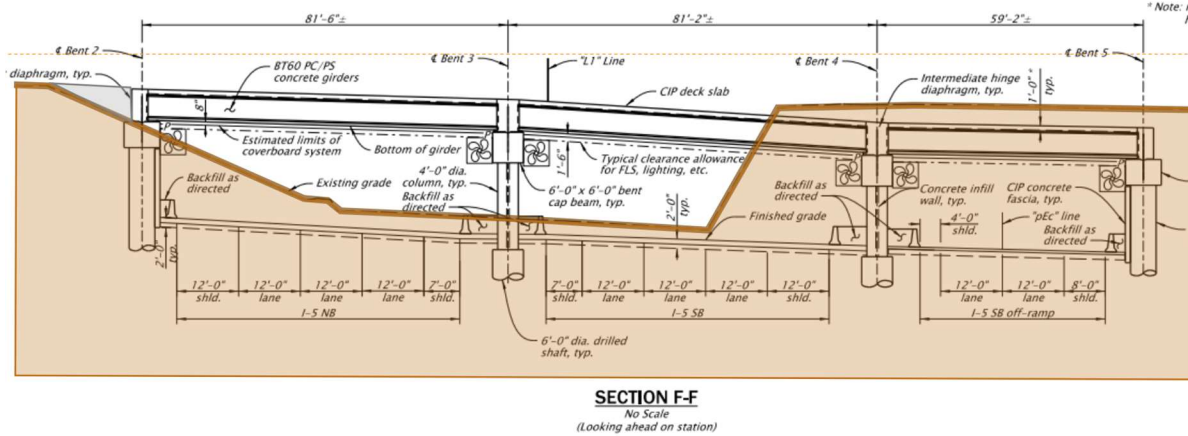 81'-6"±
81'-2"±
59'-2"±
* Note:
℄ Bent 2
℄ Bent 3
"L1" Line
℄ Bent 4
℄ Bent 5
diaphragm, typ.
BT60 PC/PS
concrete girders
CIP deck slab
Intermediate hinge
diaphragm, typ.
1'-0" *
8"
Estimated limits of
coverboard system
Bottom of girder
1'-6"
Typical clearance allowance
for FLS, lighting, etc.
Backfill as
directed
Existing grade
4'-0" dia.
column, typ.
Backfill as
directed
6'-0" x 6'-0" bent
cap beam, typ.
2'-0"
typ.
Finished grade
Backfill as
directed
Concrete infill
wall, typ.
CIP concrete
fascia, typ.
4'-0"
shld.
"pEc" line
Backfill as
directed
2'-0"
typ.
12'-0"
shld.
12'-0"
lane
12'-0"
lane
12'-0"
lane
7'-0"
shld.
7'-0"
shld.
12'-0"
lane
12'-0"
lane
12'-0"
lane
12'-0"
shld.
12'-0"
lane
12'-0"
lane
8'-0"
shld.
I-5 NB
I-5 SB
I-5 SB off-ramp
6'-0" dia. drilled
shaft, typ.
SECTION F-F
No Scale
(Looking ahead on station)